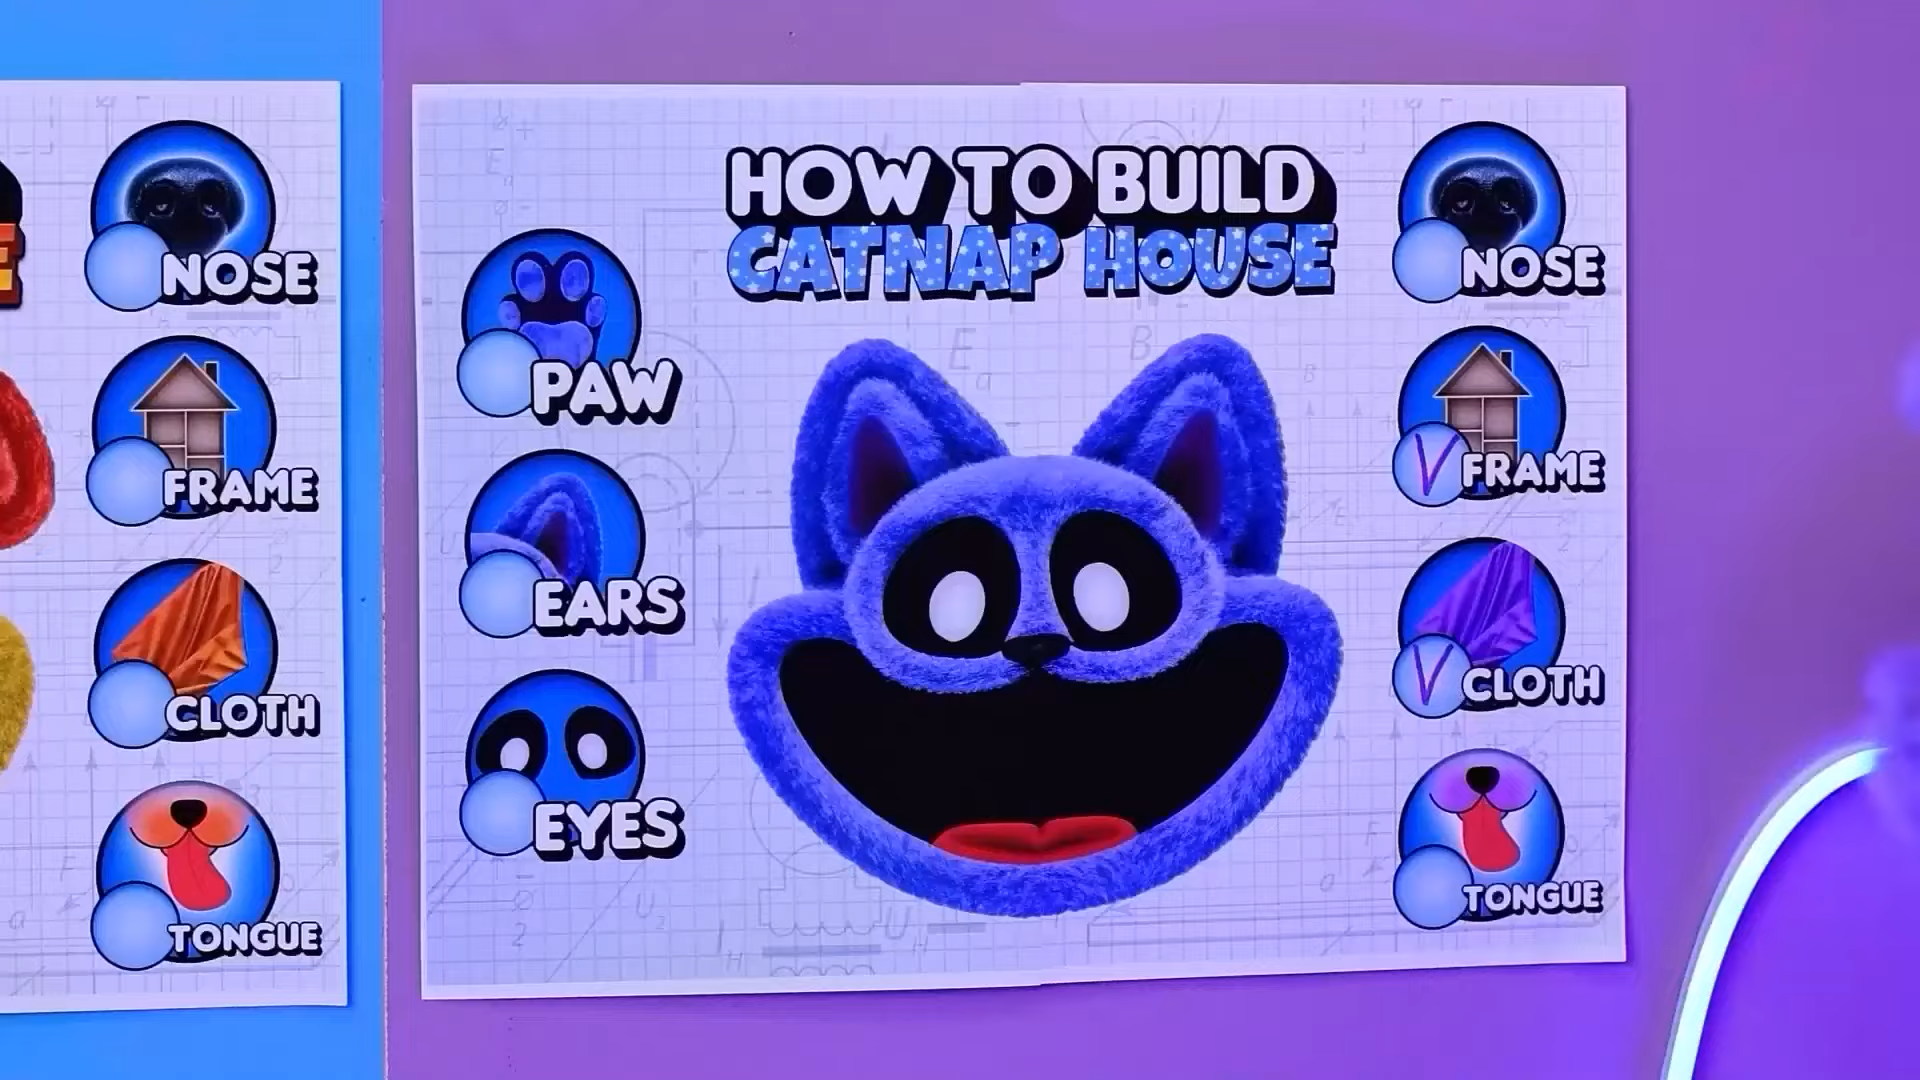 NOSE
FRAME
CLOTH
TONGUE
HOW TO BUILD
CATNAP HOUSE
PAW
EARS
EYES
NOSE
V FRAME
V CLOTH
TONGUE